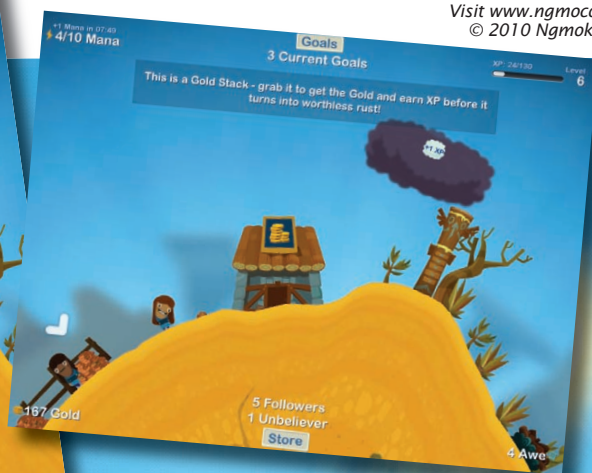 Visit www.ngmoco
© 2010 Ngmok
+1 Mana in 07:40
4/10 Mana
Goals
3 Current Goals
XP: 24/130
Level
6
This is a Gold Stack - grab it to get the Gold and earn XP before it
turns into worthless rust!
+1 XP
167 Gold
5 Followers
1 Unbeliever
Store
4 Awe